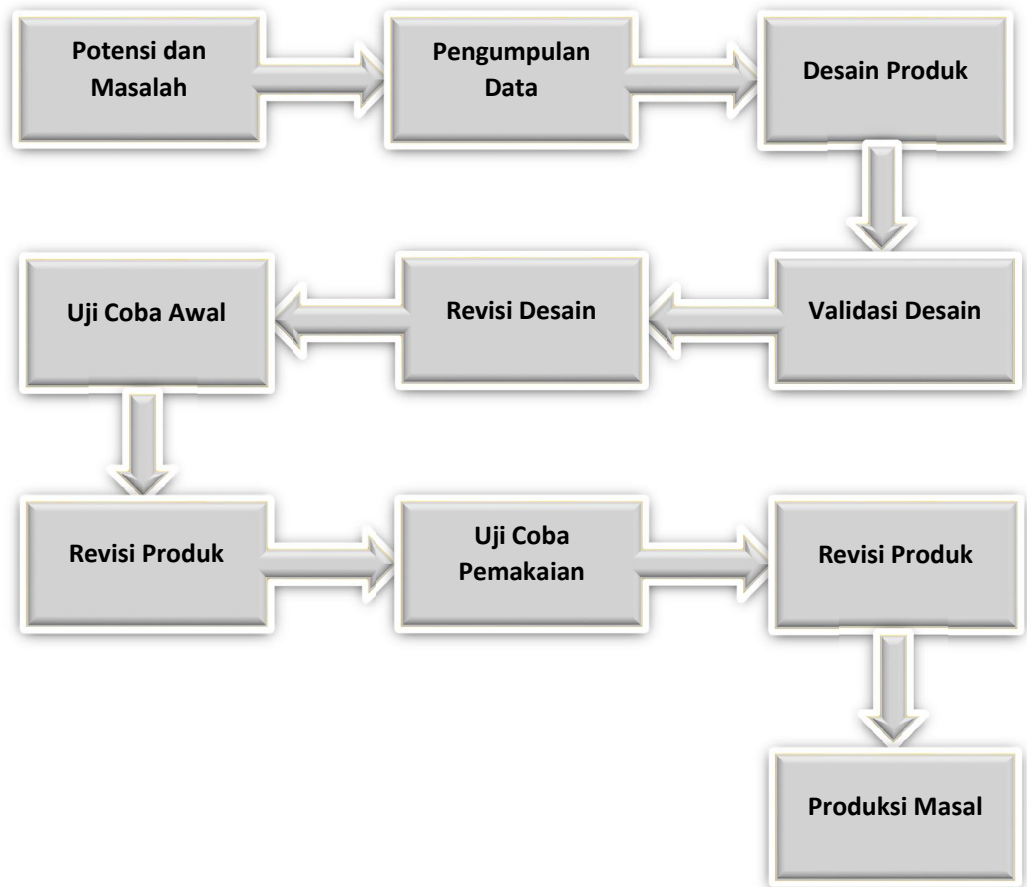 Potensi dan
Masalah
Pengumpulan
Data
Desain Produk
Validasi Desain
Revisi Desain
Uji Coba Awal
Revisi Produk
Uji Coba
Pemakaian
Revisi Produk
Produksi Masal